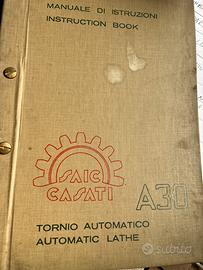 MANUALE DI ISTRUZIONI
INSTRUCTION BOOK
SAIC
CASATI
A30
TORNIO AUTOMATICO
AUTOMATIC LATHE
subito